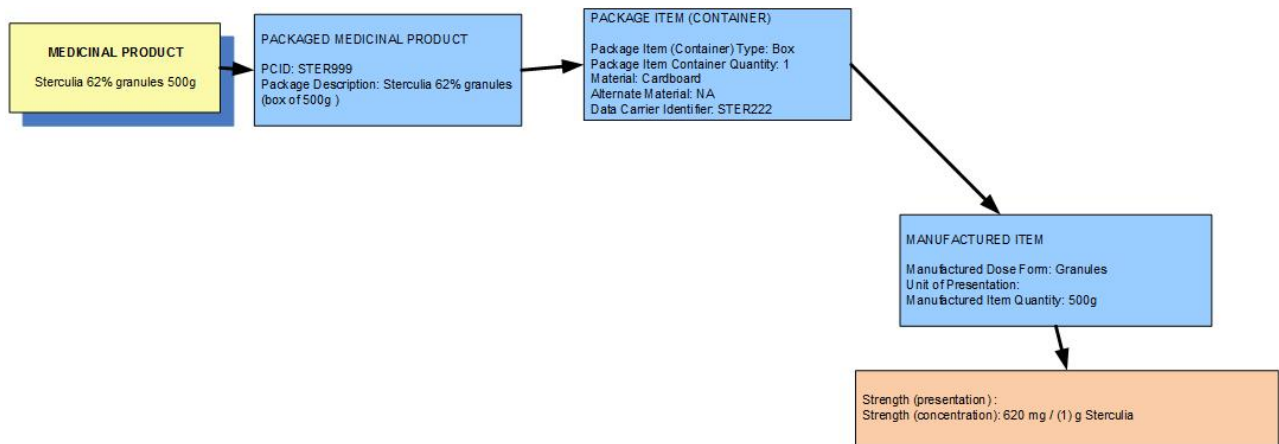 MEDICINAL PRODUCT
Sterculia 62% granules 500g
PACKAGED MEDICINAL PRODUCT
PCID: STER999
Package Description: Sterculia 62% granules
(box of 500g )
PACKAGE ITEM (CONTAINER)
Package Item (Container) Type: Box
Package Item Container Quantity: 1
Material: Cardboard
Alternate Material: NA
Data Carrier Identifier: STER222
MANUFACTURED ITEM
Manufactured Dose Form: Granules
Unit of Presentation:
Manufactured Item Quantity: 500g
Strength (presentation) :
Strength (concentration): 620 mg / (1) g Sterculia